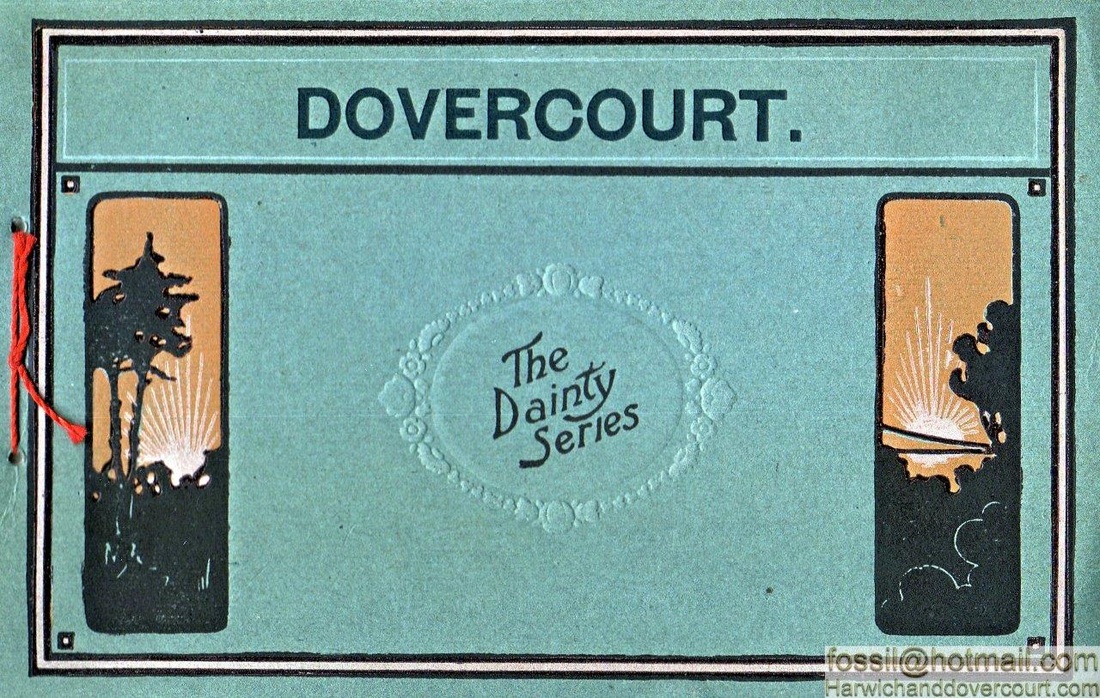 DOVERCOURT.
The
Dainty
Series
fossil@hotmail.com
Harwichanddovercourt.com